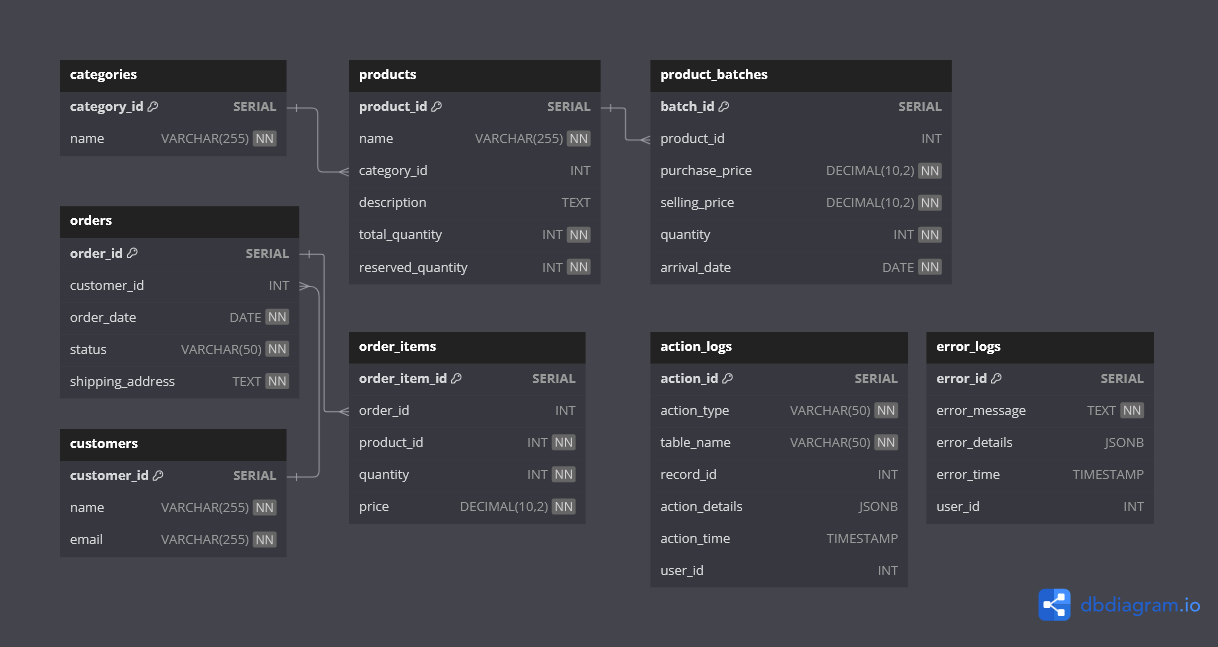 categories
category_id SERIAL
name VARCHAR(255) NN
products
product_id SERIAL
name VARCHAR(255) NN
category_id INT
description TEXT
total_quantity INT NN
reserved_quantity INT NN
product_batches
batch_id SERIAL
product_id INT
purchase_price DECIMAL(10,2) NN
selling_price DECIMAL(10,2) NN
quantity INT NN
arrival_date DATE NN
orders
order_id SERIAL
customer_id INT
order_date DATE NN
status VARCHAR(50) NN
shipping_address TEXT NN
customers
customer_id SERIAL
name VARCHAR(255) NN
email VARCHAR(255) NN
order_items
order_item_id SERIAL
order_id INT
product_id INT NN
quantity INT NN
price DECIMAL(10,2) NN
action_logs
action_id SERIAL
action_type VARCHAR(50) NN
table_name VARCHAR(50) NN
record_id INT
action_details JSONB
action_time TIMESTAMP
user_id INT
error_logs
error_id SERIAL
error_message TEXT NN
error_details JSONB
error_time TIMESTAMP
user_id INT
dbdiagram.io